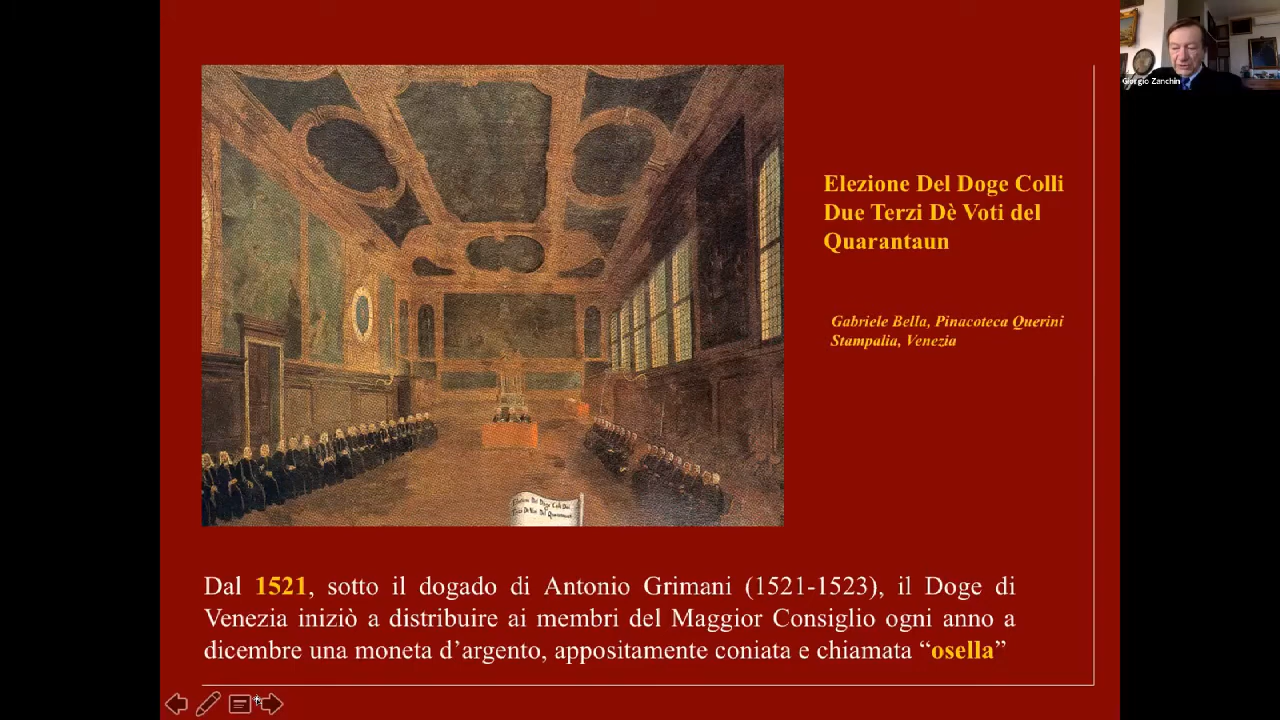 Elezione Del Doge Colli
Due Terzi Dè Voti del
Quarantaun
Gabriele Bella, Pinacoteca Querini
Stampalia, Venezia
Dal 1521, sotto il dogado di Antonio Grimani (1521-1523), il Doge di
Venezia iniziò a distribuire ai membri del Maggior Consiglio ogni anno a
dicembre una moneta d’argento, appositamente coniata e chiamata “osella”
Giorgio Zanchin